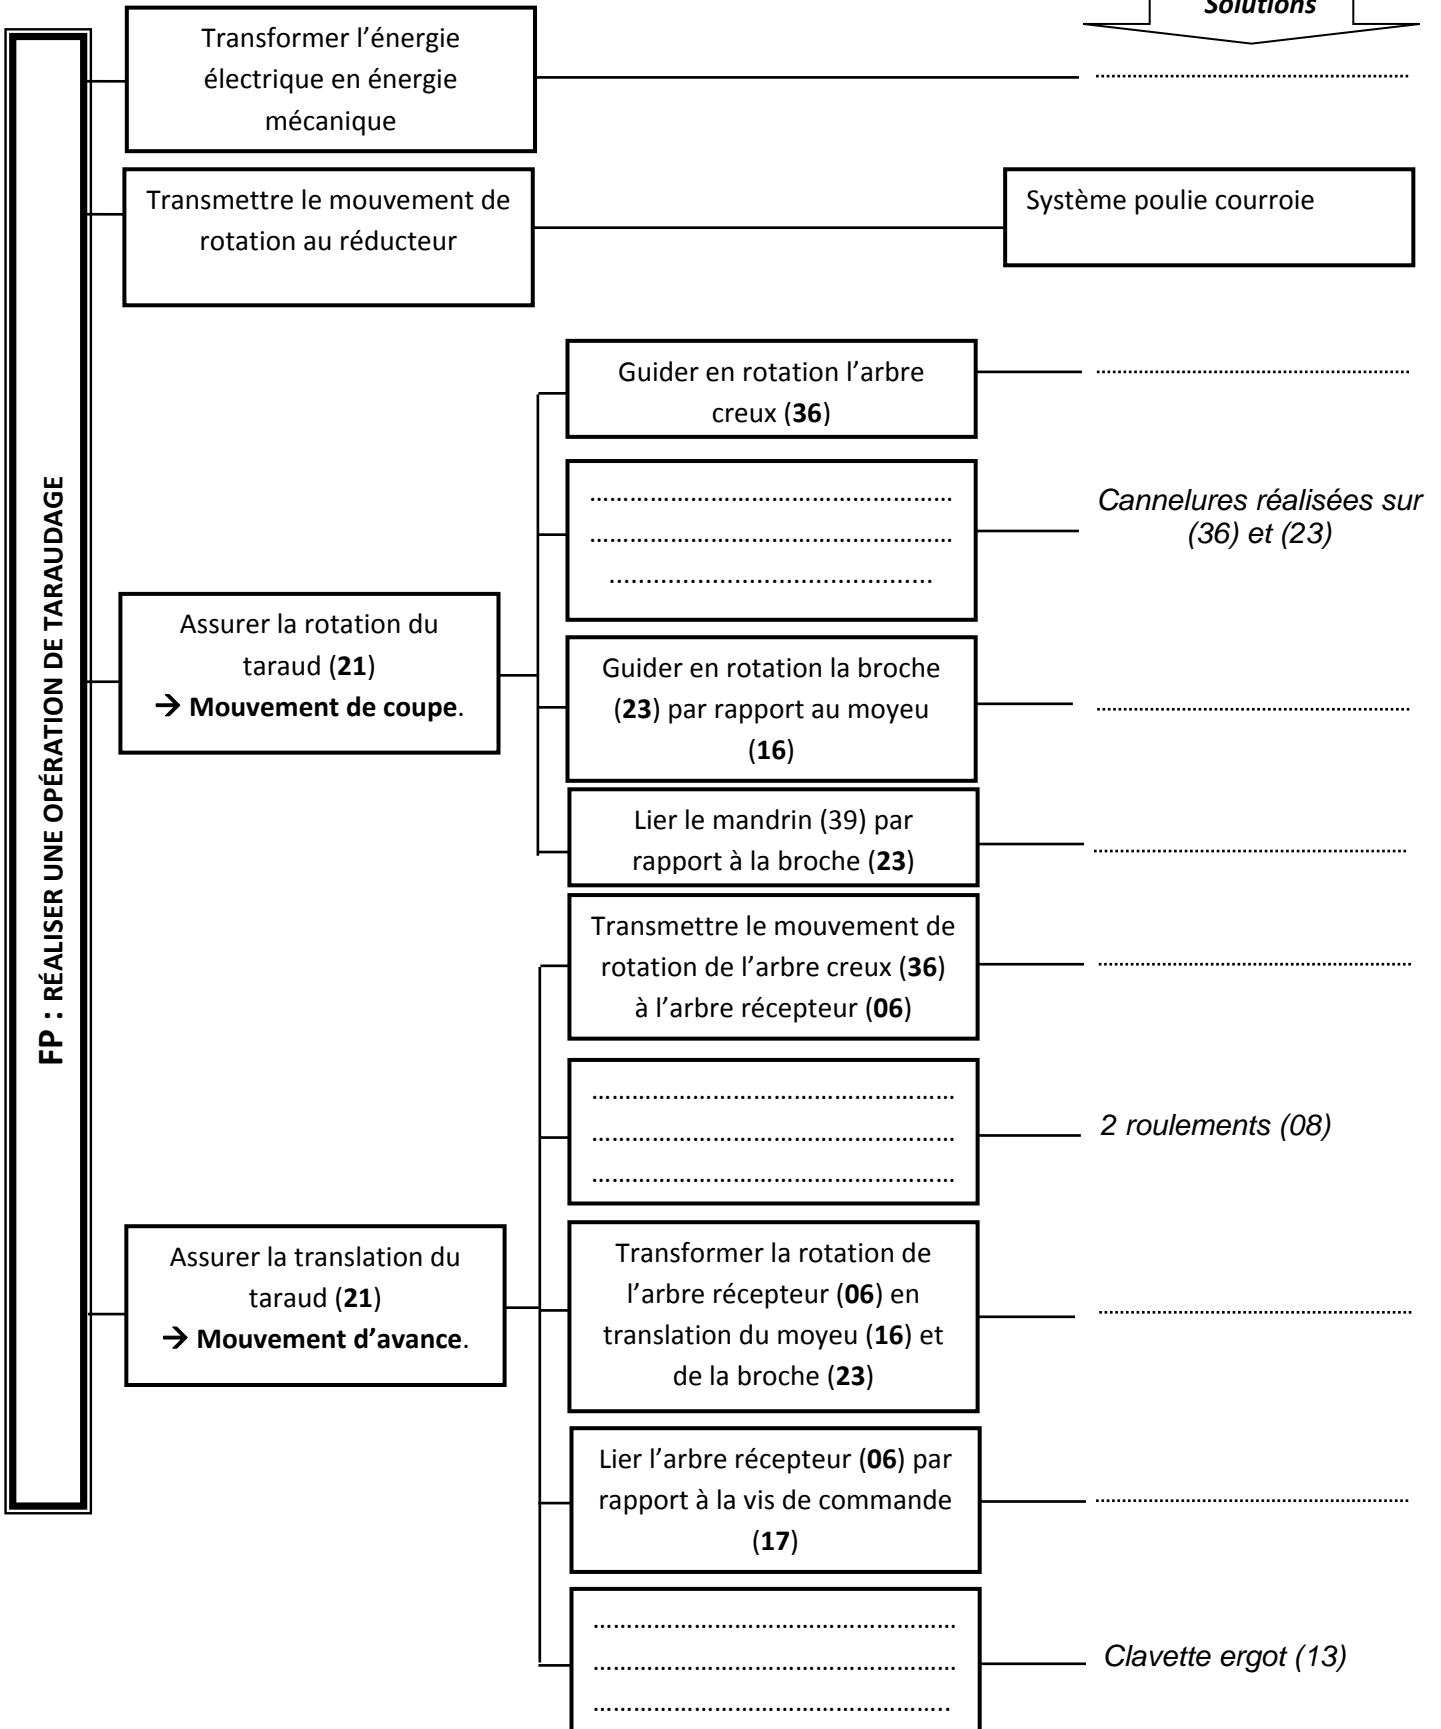 Solutions
Transformer l’énergie
électrique en énergie
mécanique
...........................................................................
Transmettre le mouvement de
rotation au réducteur
Système poulie courroie
FP : RÉALISER UNE OPÉRATION DE TARAUDAGE
Guider en rotation l’arbre
creux (36)
...........................................................................
………………………………………………
………………………………………………
............................................
Cannelures réalisées sur
(36) et (23)
Assurer la rotation du
taraud (21)
→ Mouvement de coupe.
Guider en rotation la broche
(23) par rapport au moyeu
(16)
...........................................................................
Lier le mandrin (39) par
rapport à la broche (23)
...........................................................................
Transmettre le mouvement de
rotation de l’arbre creux (36)
à l’arbre récepteur (06)
...........................................................................
………………………………………………
………………………………………………
………………………………………………
2 roulements (08)
Assurer la translation du
taraud (21)
→ Mouvement d’avance.
Transformer la rotation de
l’arbre récepteur (06) en
translation du moyeu (16) et
de la broche (23)
...........................................................................
Lier l’arbre récepteur (06) par
rapport à la vis de commande
(17)
...........................................................................
………………………………………………
………………………………………………
……………………………………………..
Clavette ergot (13)